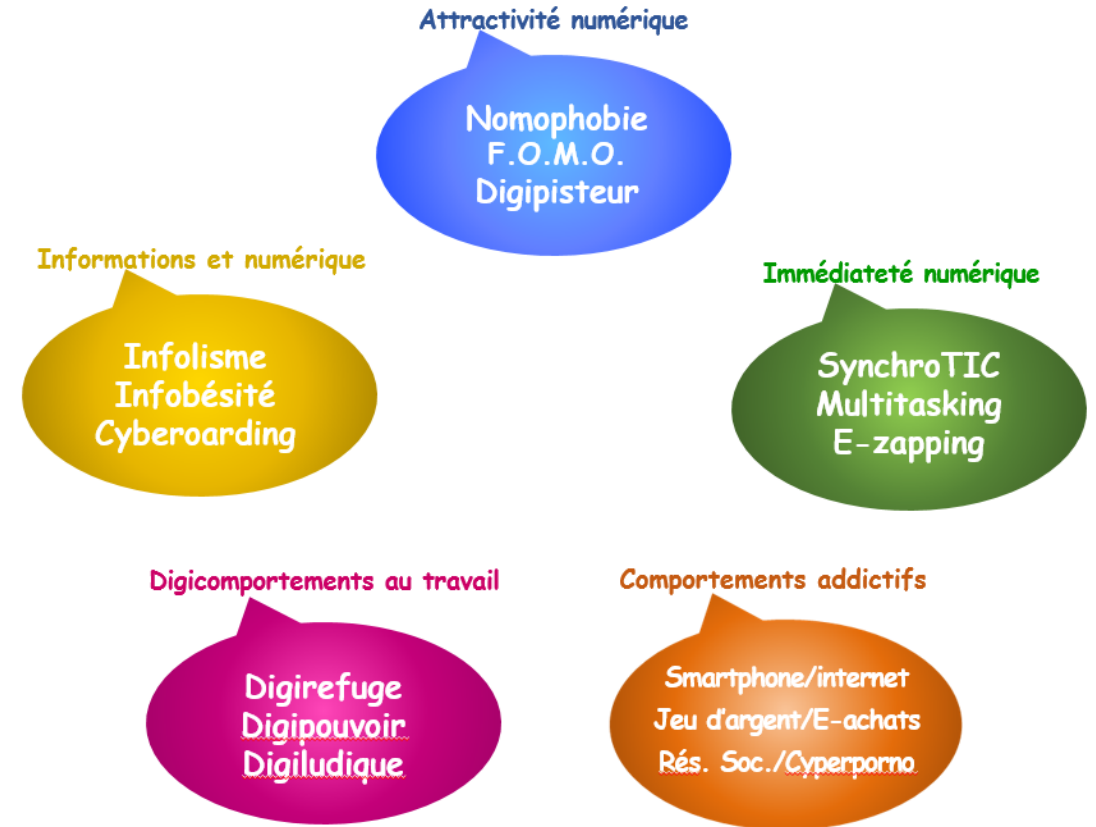 Attractivité numérique
Nomophobie
F.O.M.O.
Digipisteur
Informations et numérique
Infolisme
Infobésité
Cyberoarding
Immédiateté numérique
SynchroTIC
Multitasking
E-zapping
Digicomportements au travail
Digirefuge
Digipouvoir
Digiludique
Comportements addictifs
Smartphone/internet
Jeu d'argent/E-achats
Rés. Soc./Cyperporno